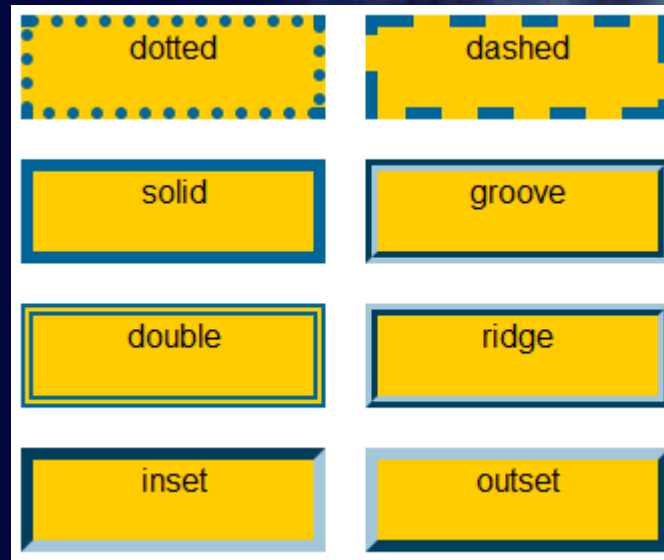 dotted
dashed
solid
groove
double
ridge
inset
outset